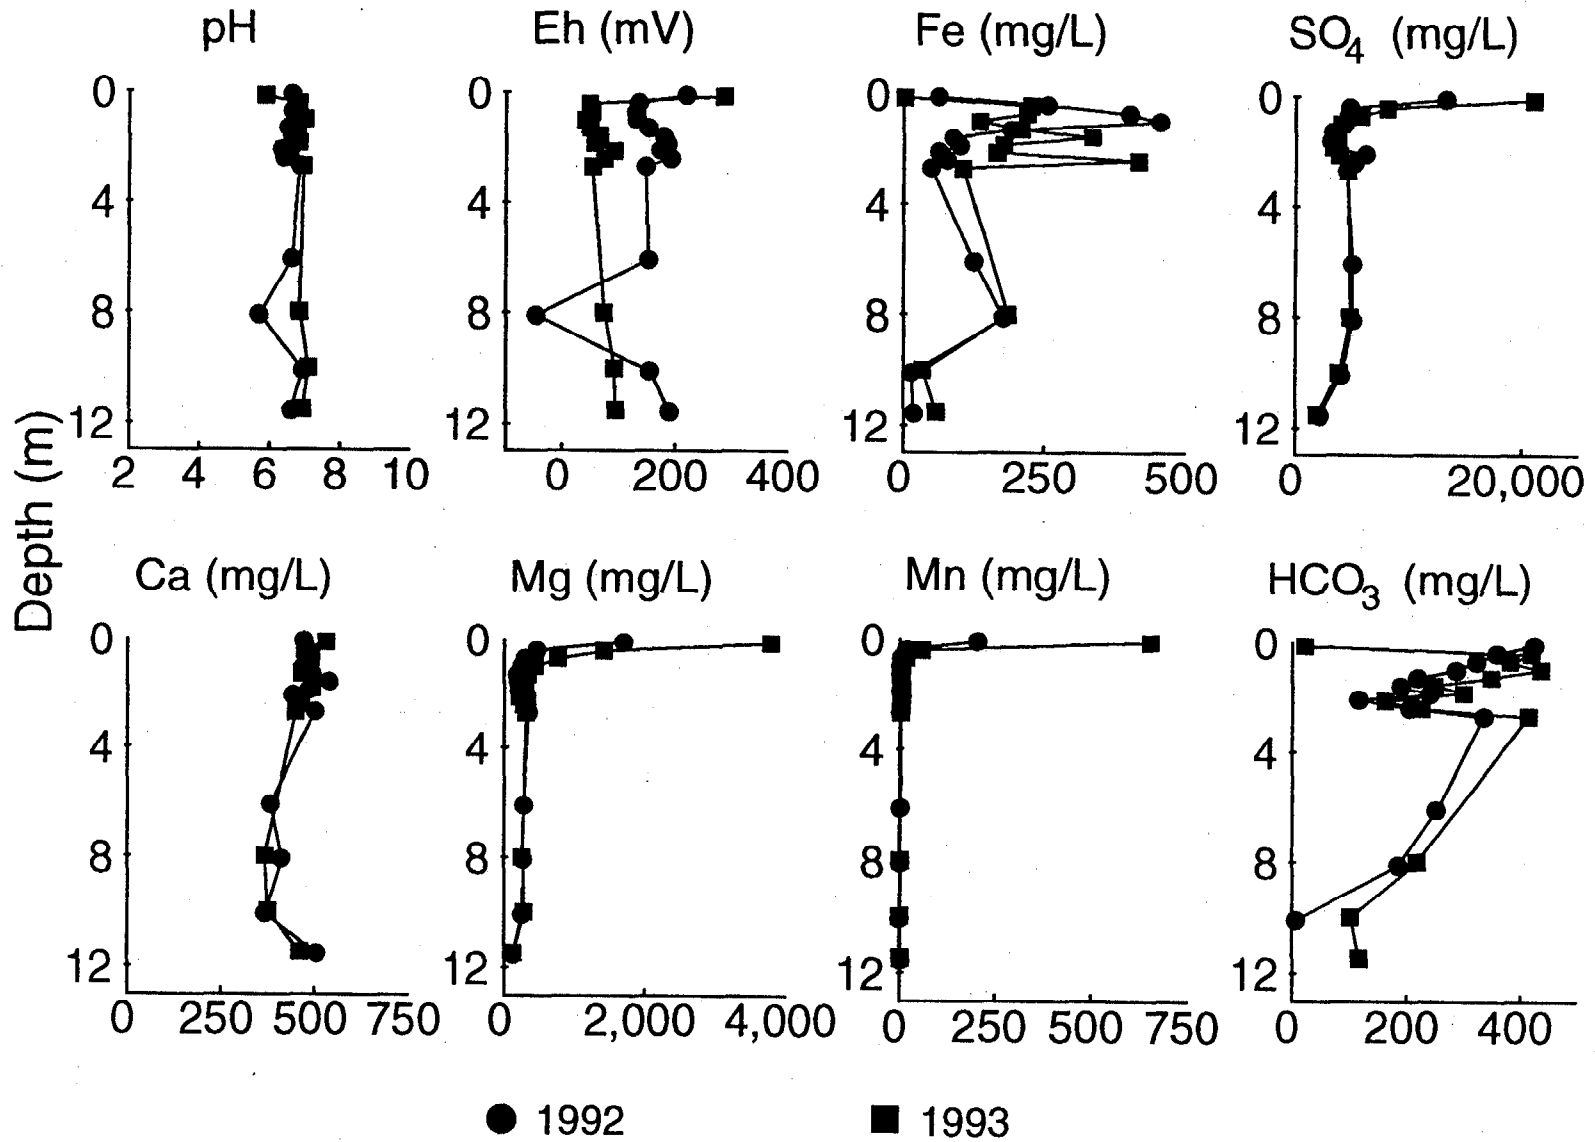 pH Eh (mV) Fe (mg/L) SO4 (mg/L)
0 0 0 0
4 4 4 4
8 8 8 8
12 12 12 12
2 4 6 8 10 0 200 400 0 250 500 0 20,000
Depth (m)
Ca (mg/L) Mg (mg/L) Mn (mg/L) HCO3 (mg/L)
0 0 0 0
4 4 4 4
8 8 8 8
12 12 12 12
0 250 500 750 0 2,000 4,000 0 250 500 750 0 200 400
1992 1993